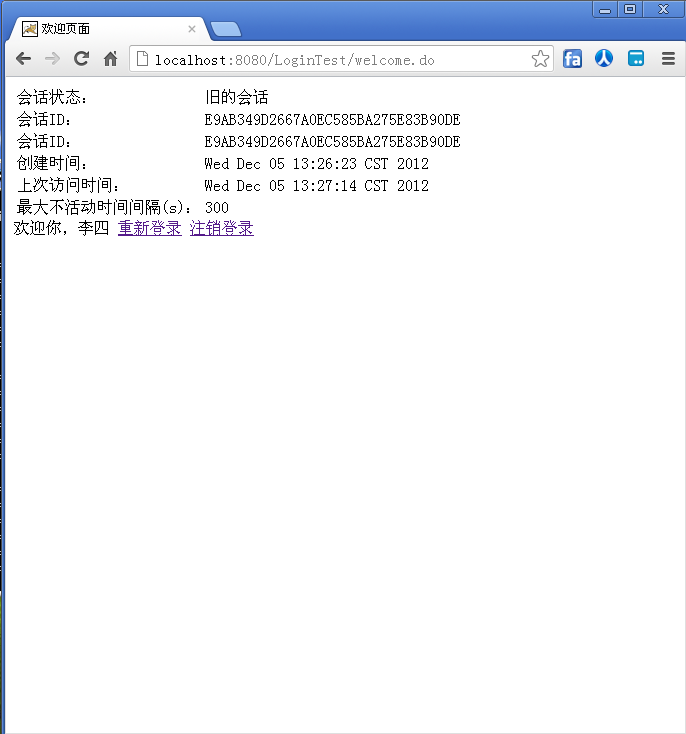 欢迎页面
localhost:8080/LoginTest/welcome.do
会话状态: 旧的会话
会话ID: E9AB349D2667A0EC585BA275E83B90DE
会话ID: E9AB349D2667A0EC585BA275E83B90DE
创建时间: Wed Dec 05 13:26:23 CST 2012
上次访问时间: Wed Dec 05 13:27:14 CST 2012
最大不活动时间间隔(s): 300
欢迎你, 李四 重新登录 注销登录